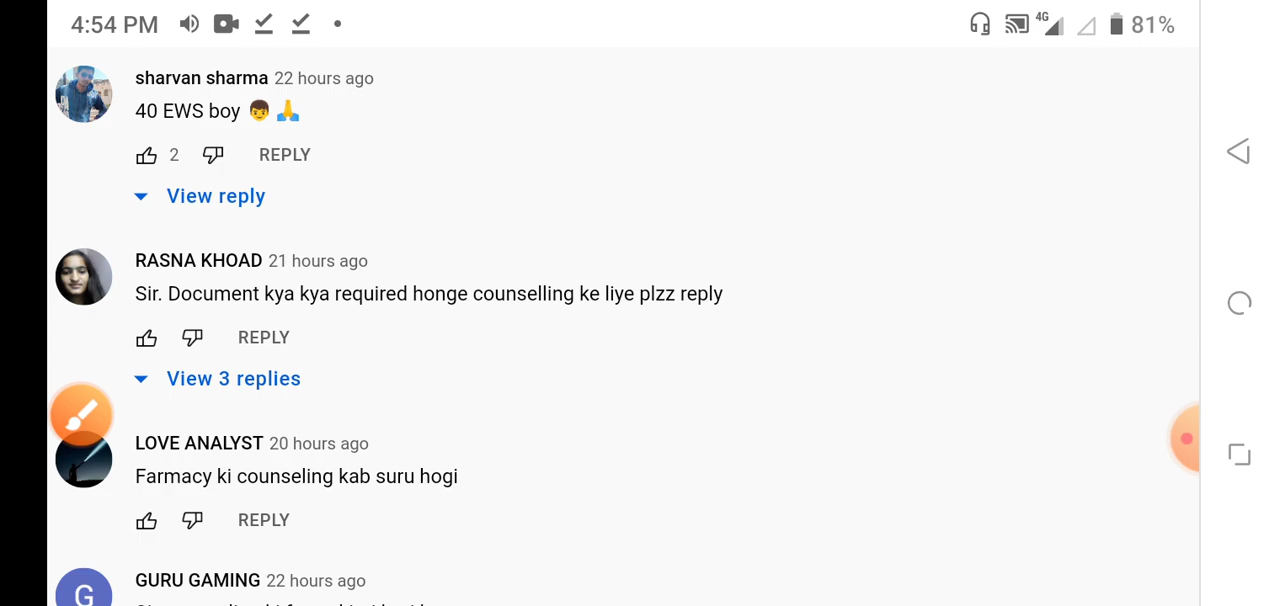 4:54 PM 4G 81%
sharvan sharma 22 hours ago
40 EWS boy 👦 🙏
2 REPLY
View reply
RASNA KHOAD 21 hours ago
Sir. Document kya kya required honge counselling ke liye plzz reply
REPLY
View 3 replies
LOVE ANALYST 20 hours ago
Farmacy ki counseling kab suru hogi
REPLY
GURU GAMING 22 hours ago
G